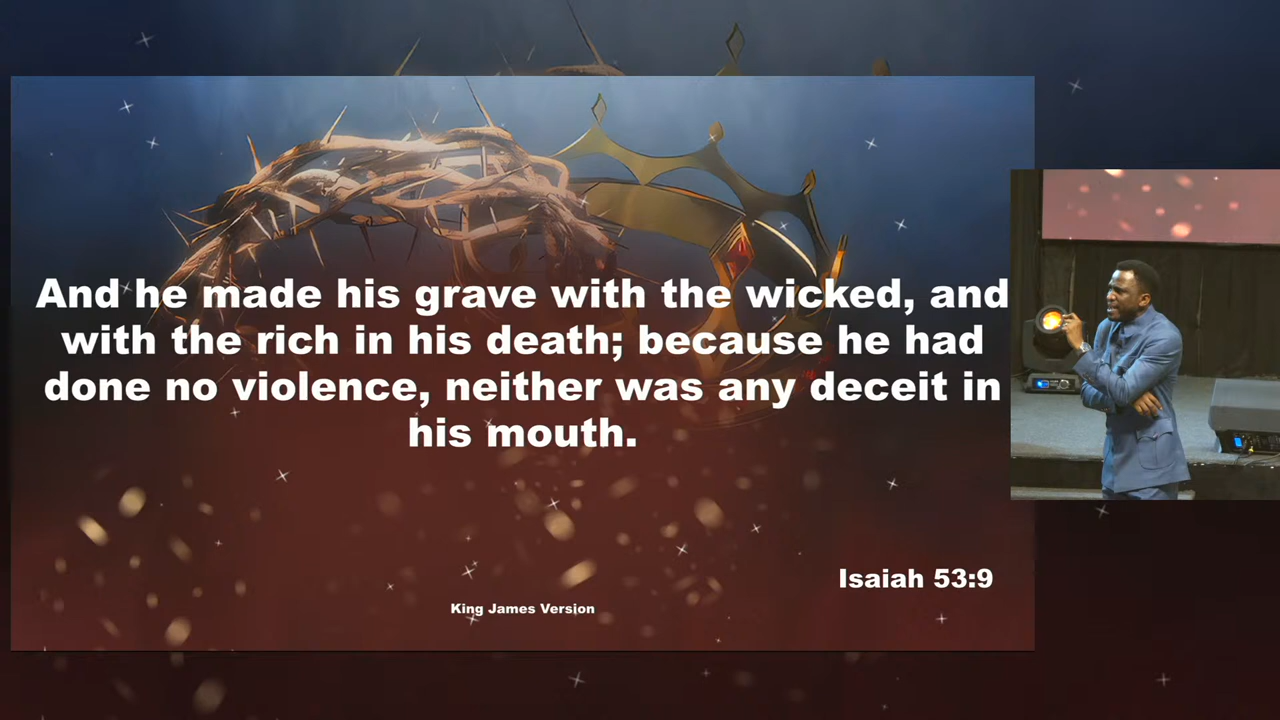 And he made his grave with the wicked, and
with the rich in his death; because he had
done no violence, neither was any deceit in
his mouth.
Isaiah 53:9
King James Version